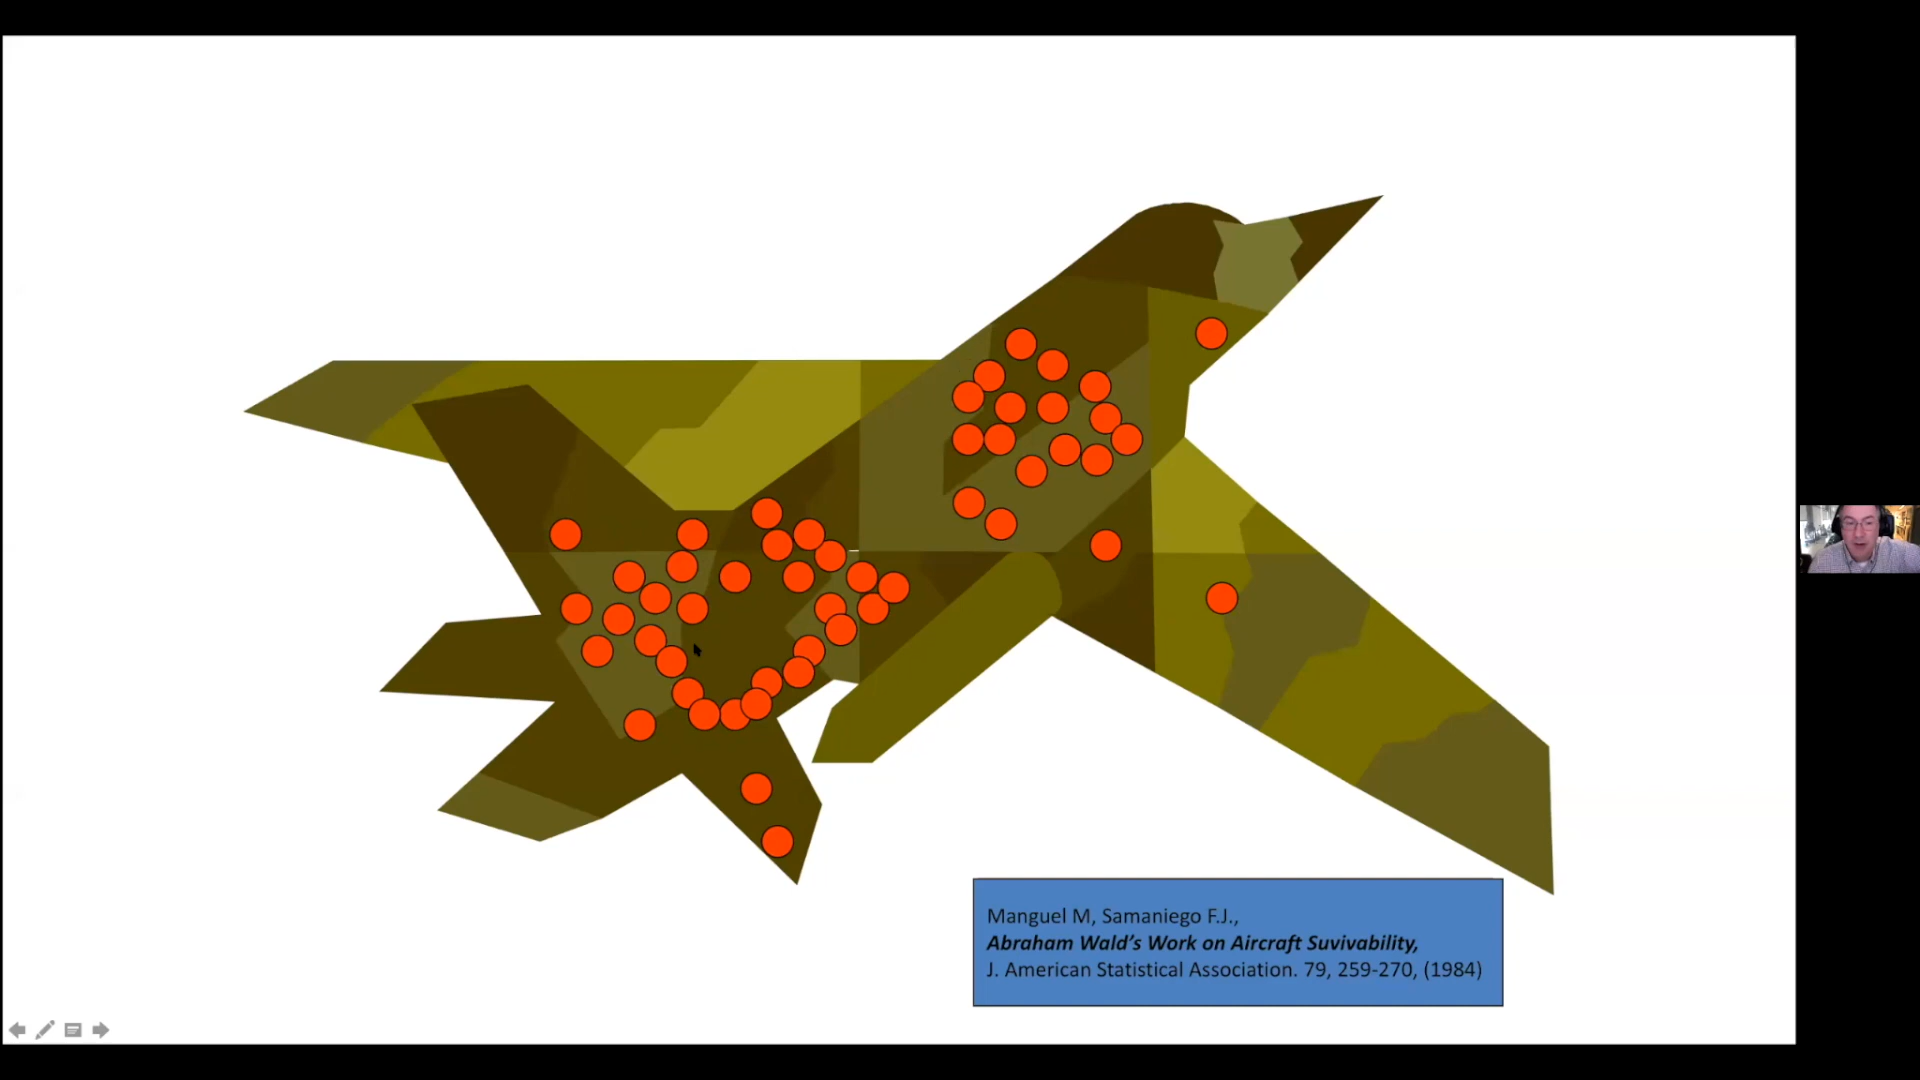 Manguel M, Samaniego F.J.,
Abraham Wald's Work on Aircraft Suvivability,
J. American Statistical Association. 79, 259-270, (1984)